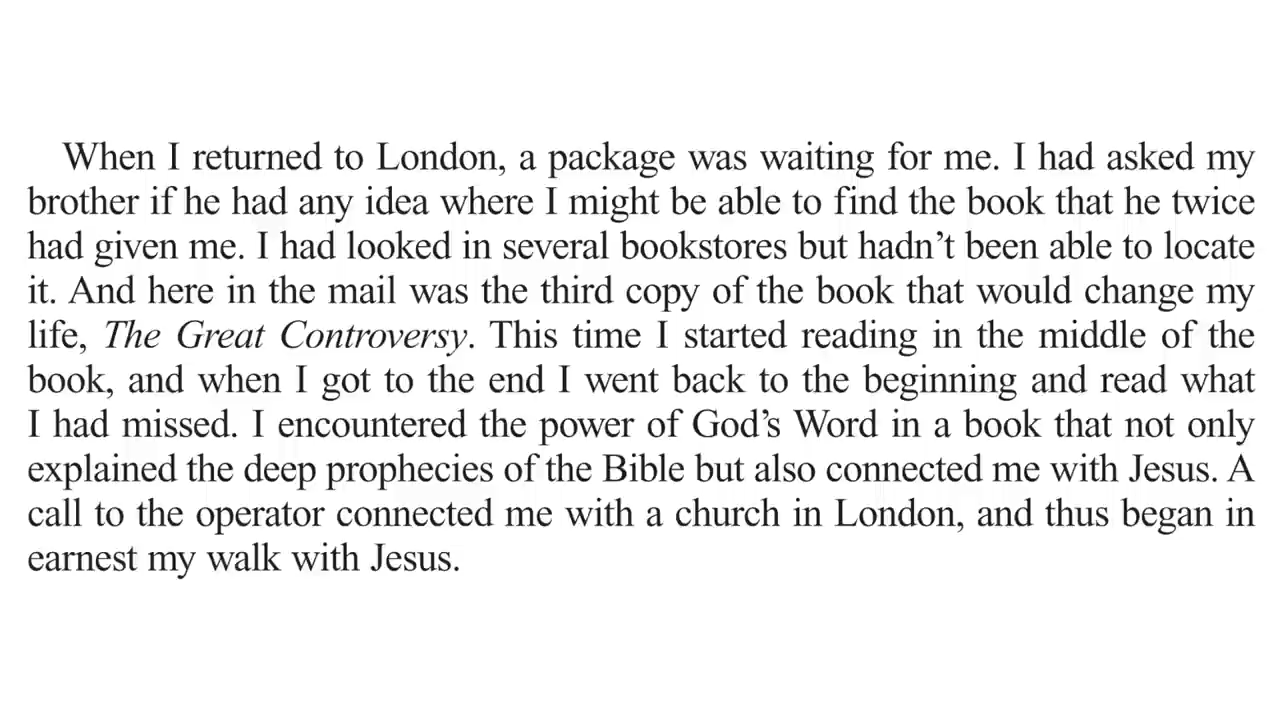 When I returned to London, a package was waiting for me. I had asked my
brother if he had any idea where I might be able to find the book that he twice
had given me. I had looked in several bookstores but hadn’t been able to locate
it. And here in the mail was the third copy of the book that would change my
life, The Great Controversy. This time I started reading in the middle of the
book, and when I got to the end I went back to the beginning and read what
I had missed. I encountered the power of God’s Word in a book that not only
explained the deep prophecies of the Bible but also connected me with Jesus. A
call to the operator connected me with a church in London, and thus began in
earnest my walk with Jesus.